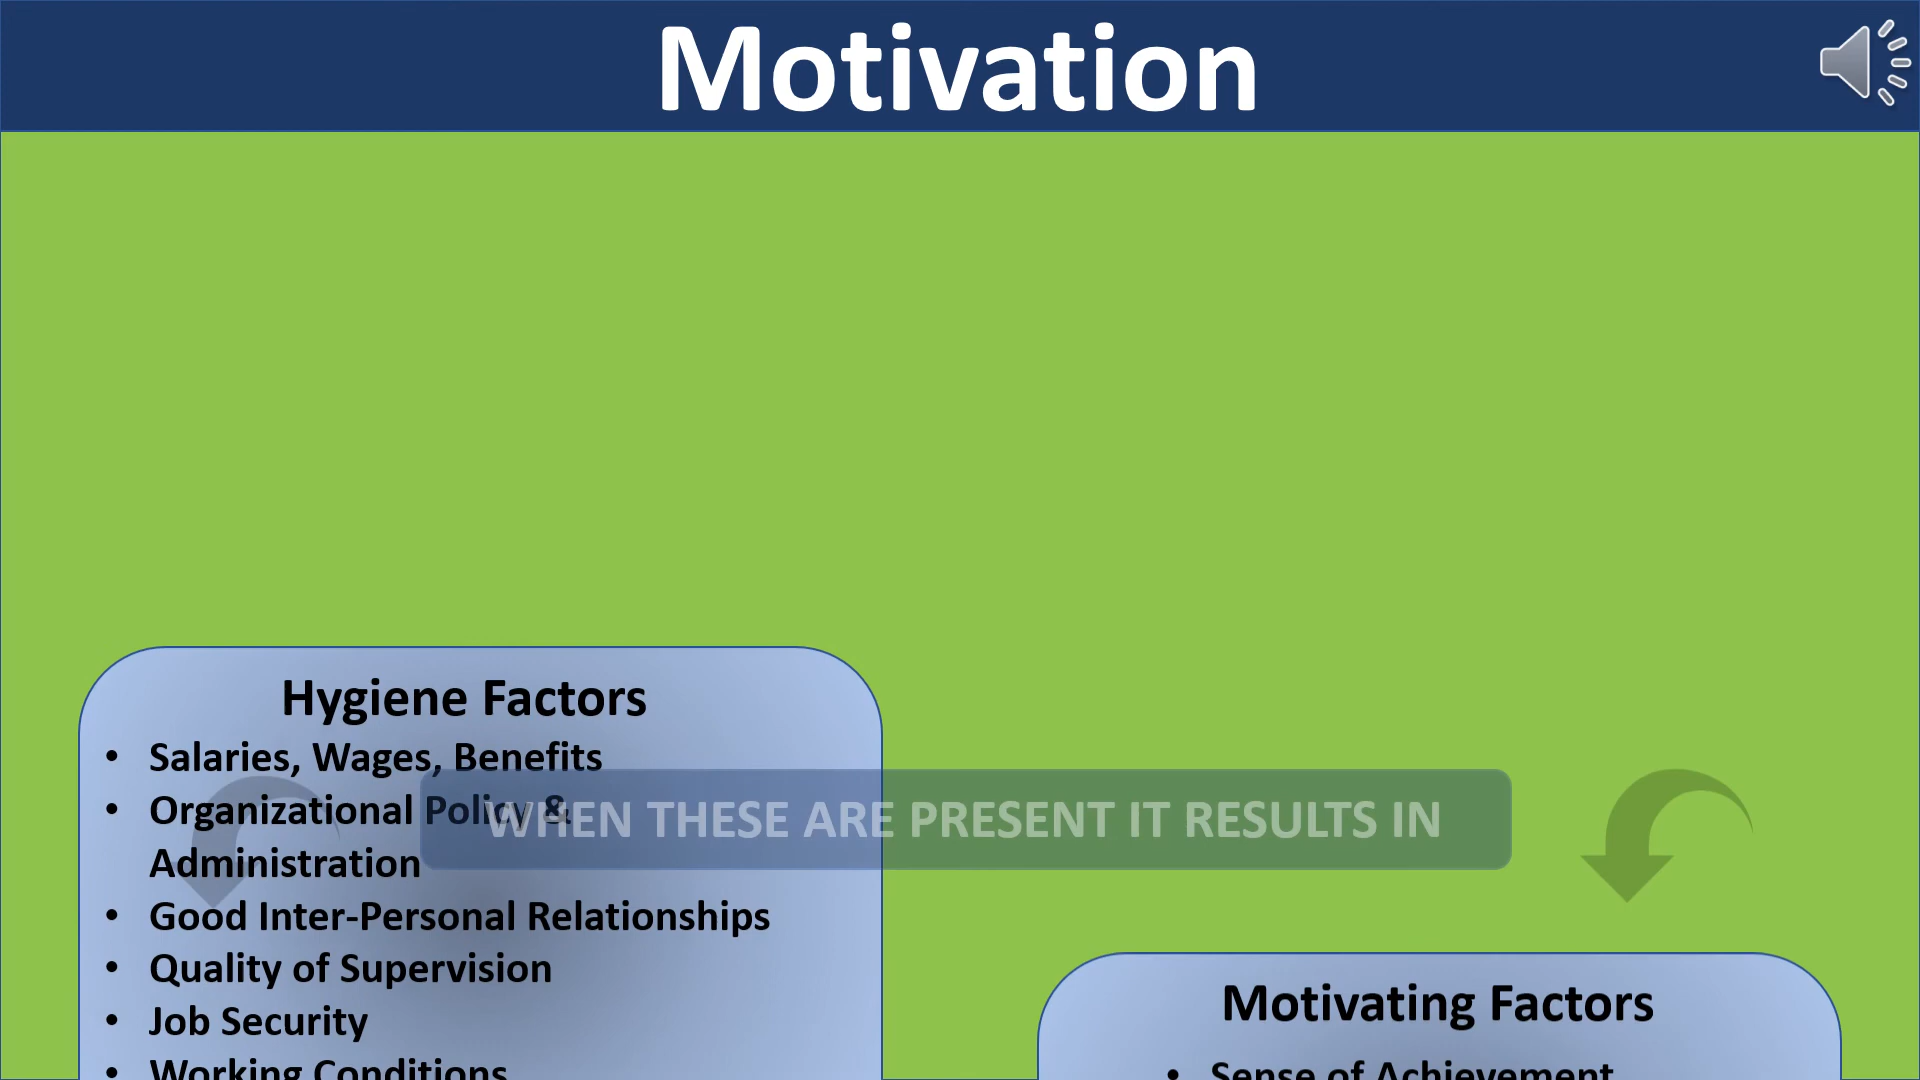 Motivation
Hygiene Factors
• Salaries, Wages, Benefits
• Organizational Policy &
Administration
• Good Inter-Personal Relationships
• Quality of Supervision
• Job Security
• Working Conditions
WHEN THESE ARE PRESENT IT RESULTS IN
Motivating Factors
• Sense of Achievement